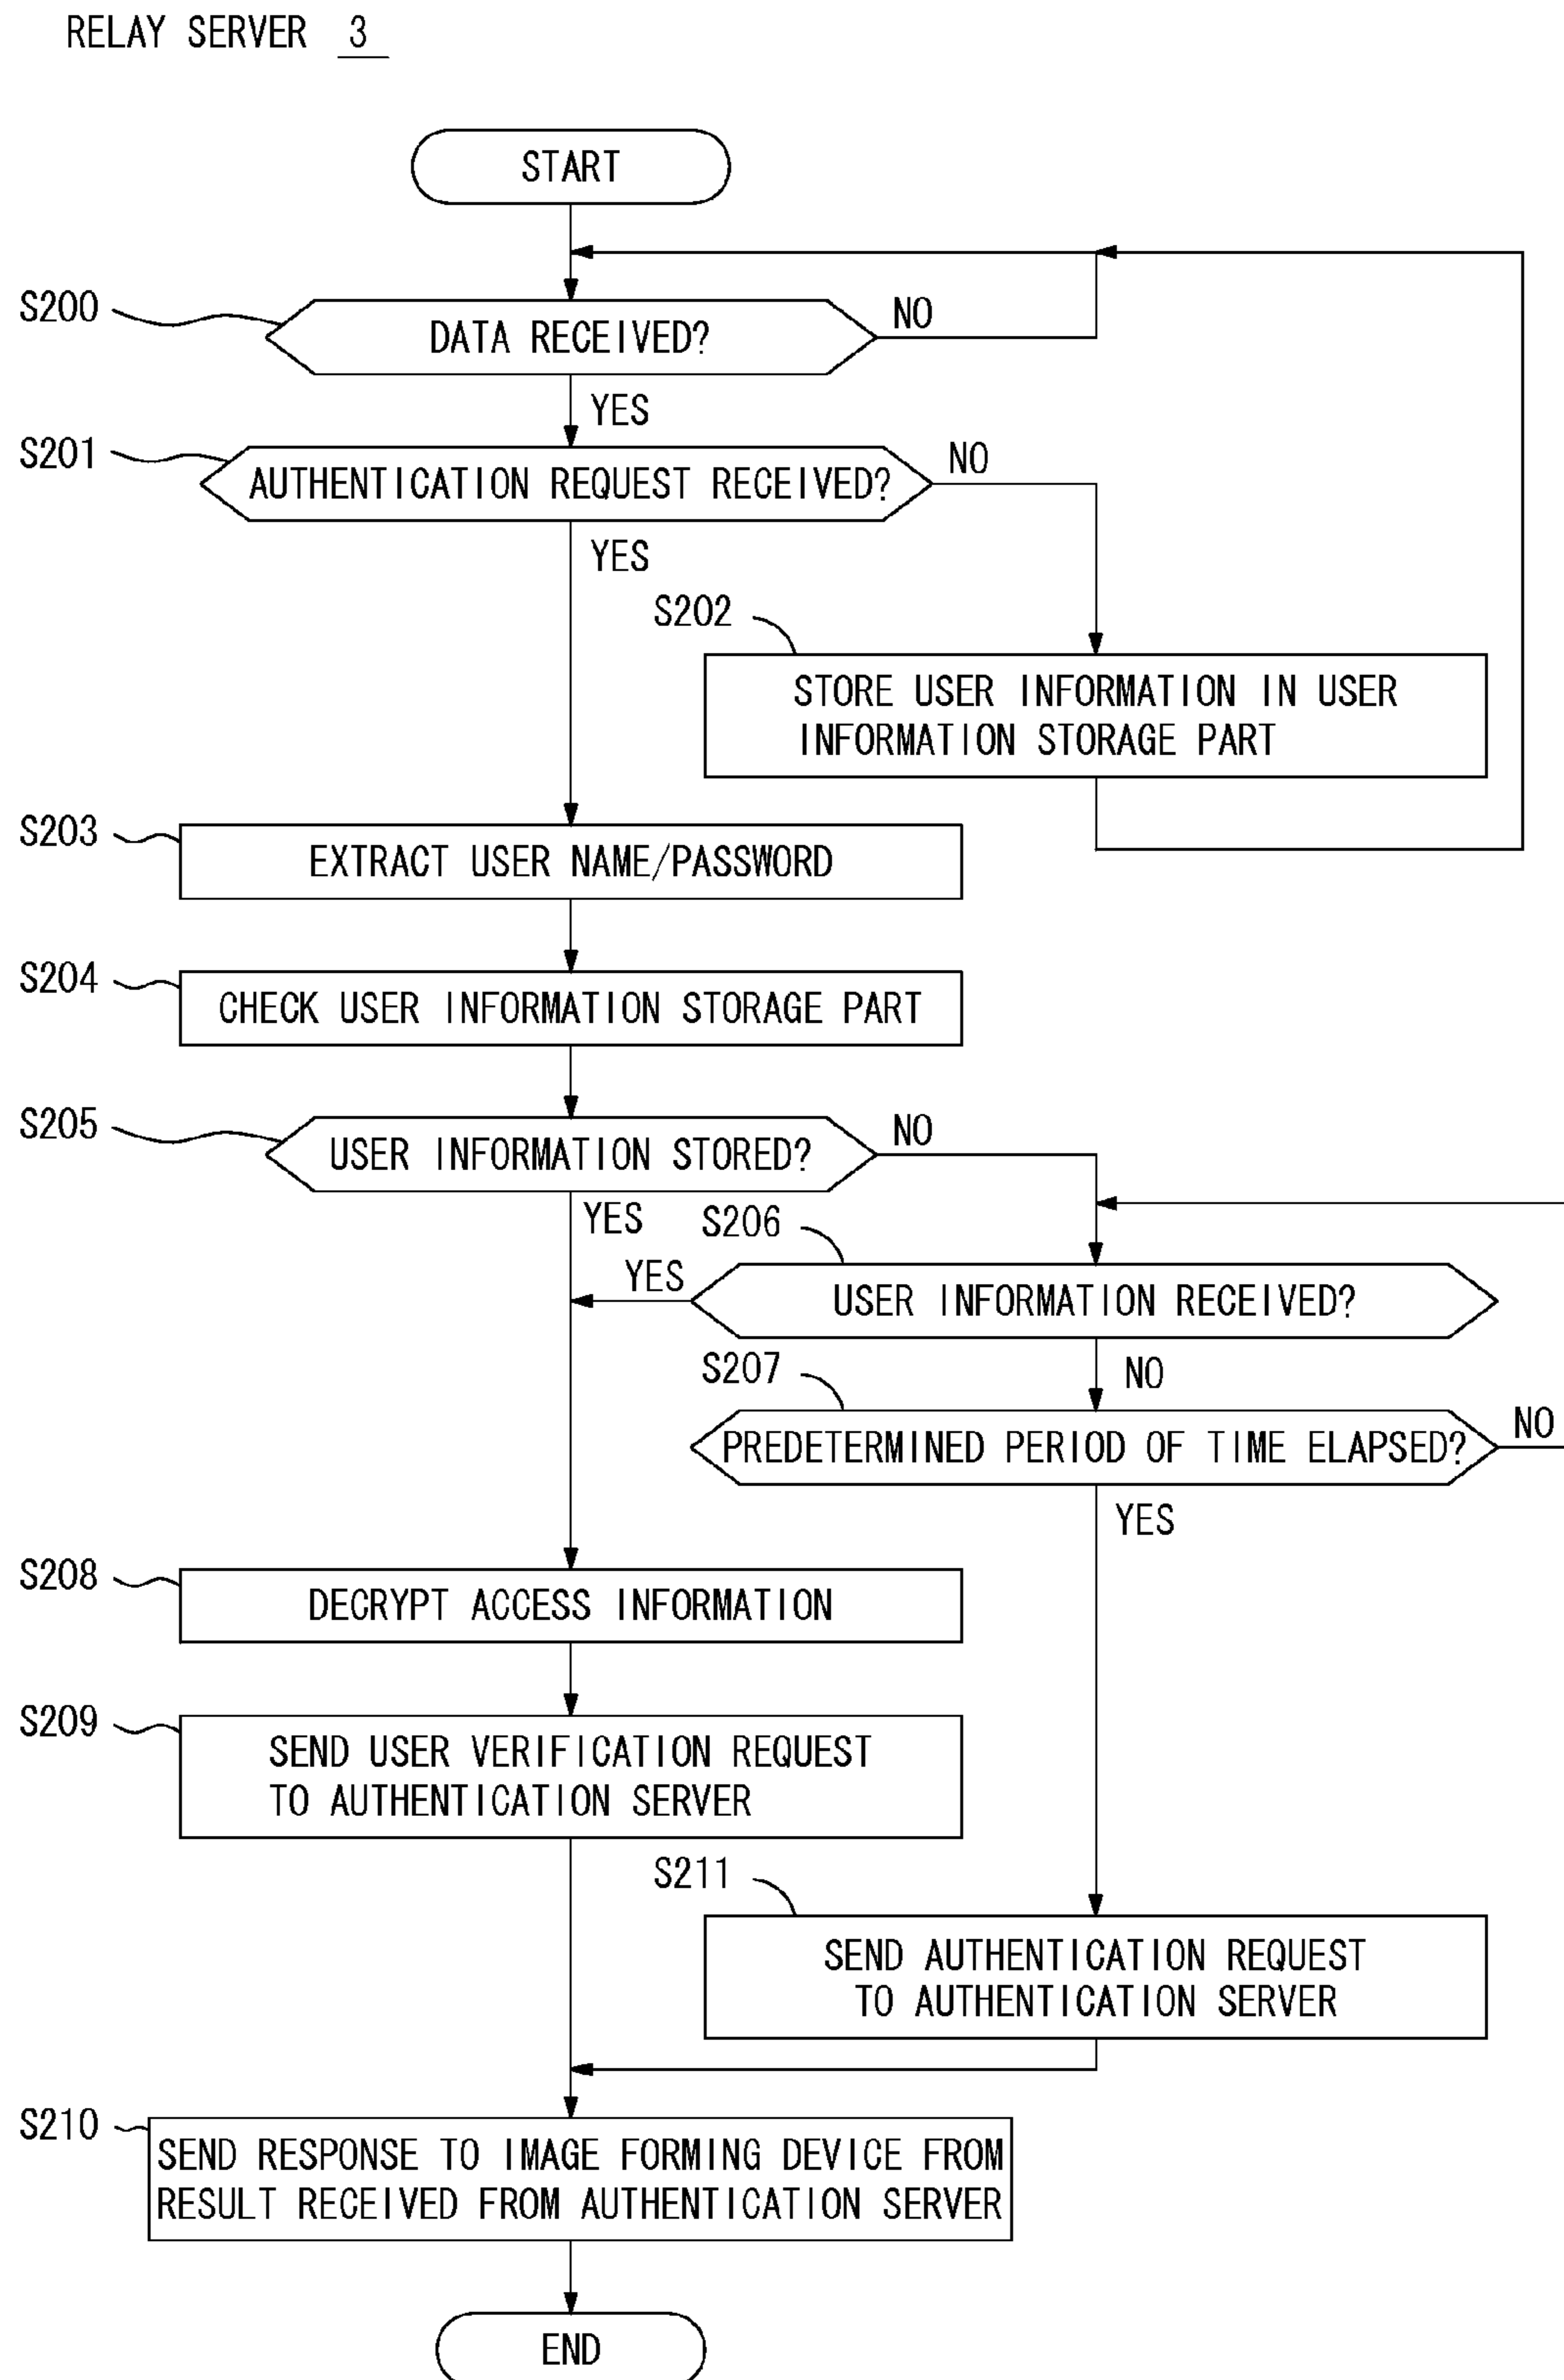 RELAY SERVER 3
START
S200
DATA RECEIVED?
NO
YES
S201
AUTHENTICATION REQUEST RECEIVED?
NO
YES
S202
STORE USER INFORMATION IN USER
INFORMATION STORAGE PART
S203
EXTRACT USER NAME/PASSWORD
S204
CHECK USER INFORMATION STORAGE PART
S205
USER INFORMATION STORED?
NO
YES
S206
YES
USER INFORMATION RECEIVED?
S207
NO
PREDETERMINED PERIOD OF TIME ELAPSED?
NO
YES
S208
DECRYPT ACCESS INFORMATION
S209
SEND USER VERIFICATION REQUEST
TO AUTHENTICATION SERVER
S211
SEND AUTHENTICATION REQUEST
TO AUTHENTICATION SERVER
S210
SEND RESPONSE TO IMAGE FORMING DEVICE FROM
RESULT RECEIVED FROM AUTHENTICATION SERVER
END